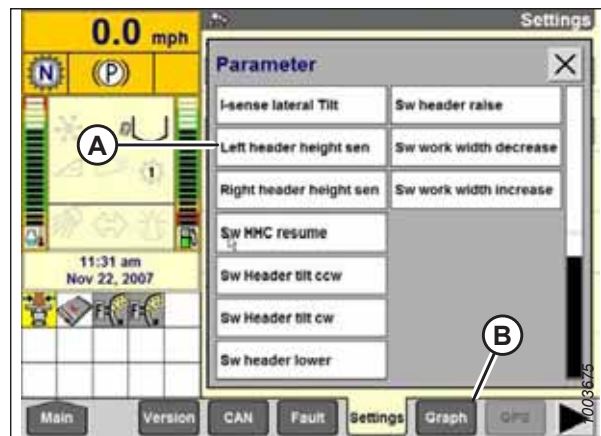 0.0 mph
Settings
N
P
Parameter
I-sense lateral Tilt
Sw header raise
A
Left header height sen
Sw work width decrease
1
Right header height sen
Sw work width increase
Sw HHC resume
11:31 am
Nov 22, 2007
Sw Header tilt ccw
F
F
Sw Header tilt cw
B
Sw header lower
1003675
Main
Version
CAN
Fault
Settings
Graph
GPS